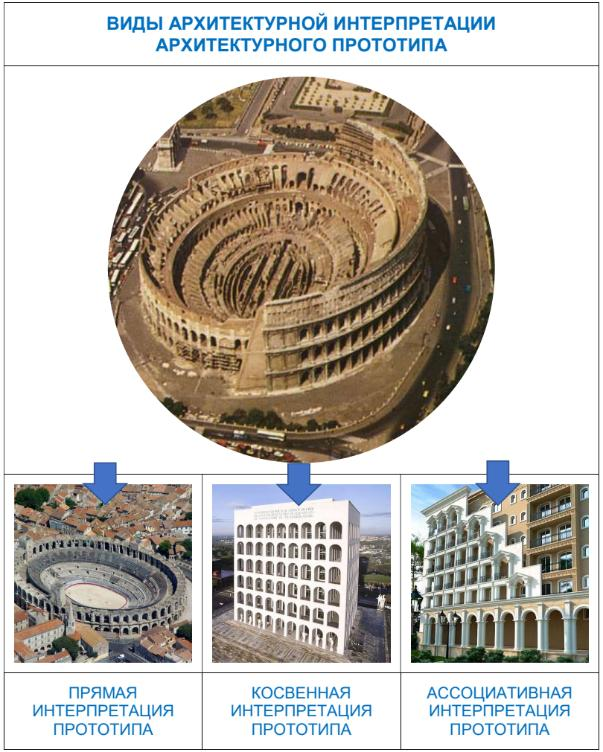 ВИДЫ АРХИТЕКТУРНОЙ ИНТЕРПРЕТАЦИИ
АРХИТЕКТУРНОГО ПРОТОТИПА
ПРЯМАЯ
ИНТЕРПРЕТАЦИЯ
ПРОТОТИПА
КОСВЕННАЯ
ИНТЕРПРЕТАЦИЯ
ПРОТОТИПА
АССОЦИАТИВНАЯ
ИНТЕРПРЕТАЦИЯ
ПРОТОТИПА